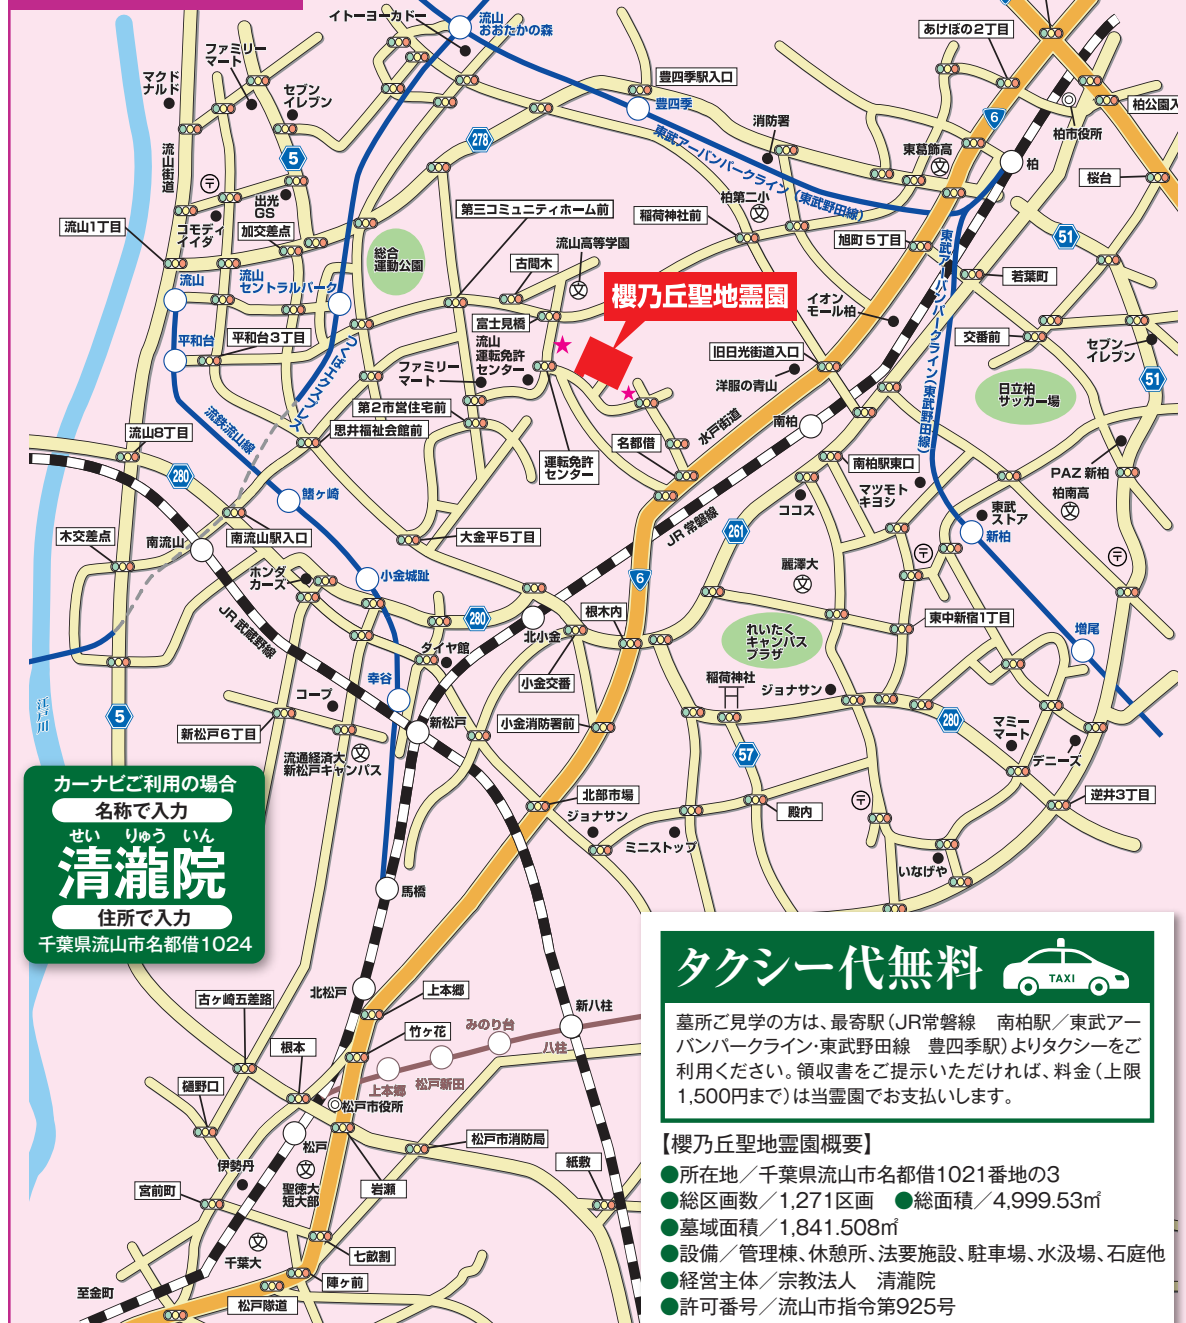 イトーヨーカドー
流山
おおたかの森
あけぼの2丁目
ファミリー
マート
マクド
ナルド
セブン
イレブン
豊四季駅入口
豊四季
6
柏公園入
柏市役所
消防署
278
東武アーバンパークライン(東武野田線)
東葛飾高
文
柏
流山街道
5
〒
出光
GS
コモディ
イイダ
桜台
柏第二小
文
第三コミュニティホーム前
稲荷神社前
流山1丁目
加交差点
総合
運動公園
流山高等学園
文
旭町5丁目
51
東武アーバンパークライン(東武野田線)
古間木
若葉町
流山
流山
セントラルパーク
櫻乃丘聖地霊園
イオン
モール柏
富士見橋
平和台
平和台3丁目
つくばエクスプレス
流山
運転免許
センター
ファミリー
マート
旧日光街道入口
交番前
セブン
イレブン
洋服の青山
51
日立柏
サッカー場
第2市営住宅前
思井福祉会館前
流鉄流山線
流山8丁目
水戸街道
南柏
名都借
運転免許
センター
南柏駅東口
280
PAZ 新柏
マツモト
キヨシ
柏南高
文
鰭ヶ崎
ココス
東武
ストア
新柏
JR 常磐線
261
木交差点
南流山
南流山駅入口
大金平5丁目
〒
〒
ホンダ
カーズ
小金城趾
麗澤大
文
6
280
北小金
根木内
東中新宿1丁目
JR 武蔵野線
れいたく
キャンパス
プラザ
増尾
タイヤ館
小金交番
幸谷
稲荷神社
ジョナサン
江戸川
5
コープ
新松戸
新松戸6丁目
小金消防署前
280
マミー
マート
デニーズ
流通経済大
新松戸キャンパス
文
57
カーナビご利用の場合
名称で入力
せい りゅう いん
清瀧院
住所で入力
千葉県流山市名都借1024
北部市場
ジョナサン
殿内
〒
逆井3丁目
ミニストップ
いなげや
馬橋
北松戸
上本郷
古ヶ崎五差路
新八柱
みのり台
竹ヶ花
八柱
根本
松戸新田
上本郷
樋野口
松戸市役所
松戸
松戸市消防局
伊勢丹
文
聖徳大
短大部
紙敷
宮前町
岩瀬
文
千葉大
七畝割
陣ヶ前
至金町
松戸隧道
タクシー代無料
TAXI
墓所ご見学の方は、最寄駅(JR常磐線 南柏駅/東武アー
バンパークライン・東武野田線 豊四季駅)よりタクシーをご
利用ください。領収書をご提示いただければ、料金(上限
1,500円まで)は当霊園でお支払いします。
【櫻乃丘聖地霊園概要】
●所在地/千葉県流山市名都借1021番地の3
●総区画数/1,271区画 ●総面積/4,999.53㎡
●墓域面積/1,841.508㎡
●設備/管理棟、休憩所、法要施設、駐車場、水汲場、石庭他
●経営主体/宗教法人 清瀧院
●許可番号/流山市指令第925号